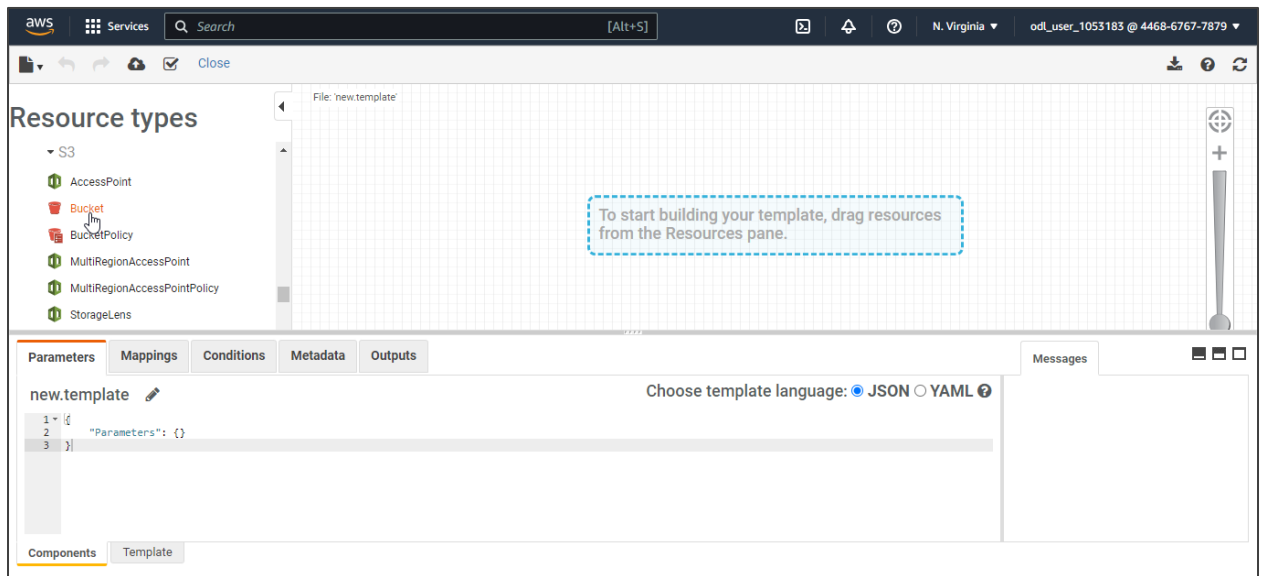 aws
Services
Search
[Alt+S]
N. Virginia ▼
odl_user_1053183 @ 4468-6767-7879 ▼
Close
Resource types
File: 'new.template'
S3
AccessPoint
Bucket
BucketPolicy
MultiRegionAccessPoint
MultiRegionAccessPointPolicy
StorageLens
To start building your template, drag resources
from the Resources pane.
Parameters Mappings Conditions Metadata Outputs
Messages
new.template
Choose template language: JSON YAML
1 {
2 "Parameters": {}
3 }
Components Template